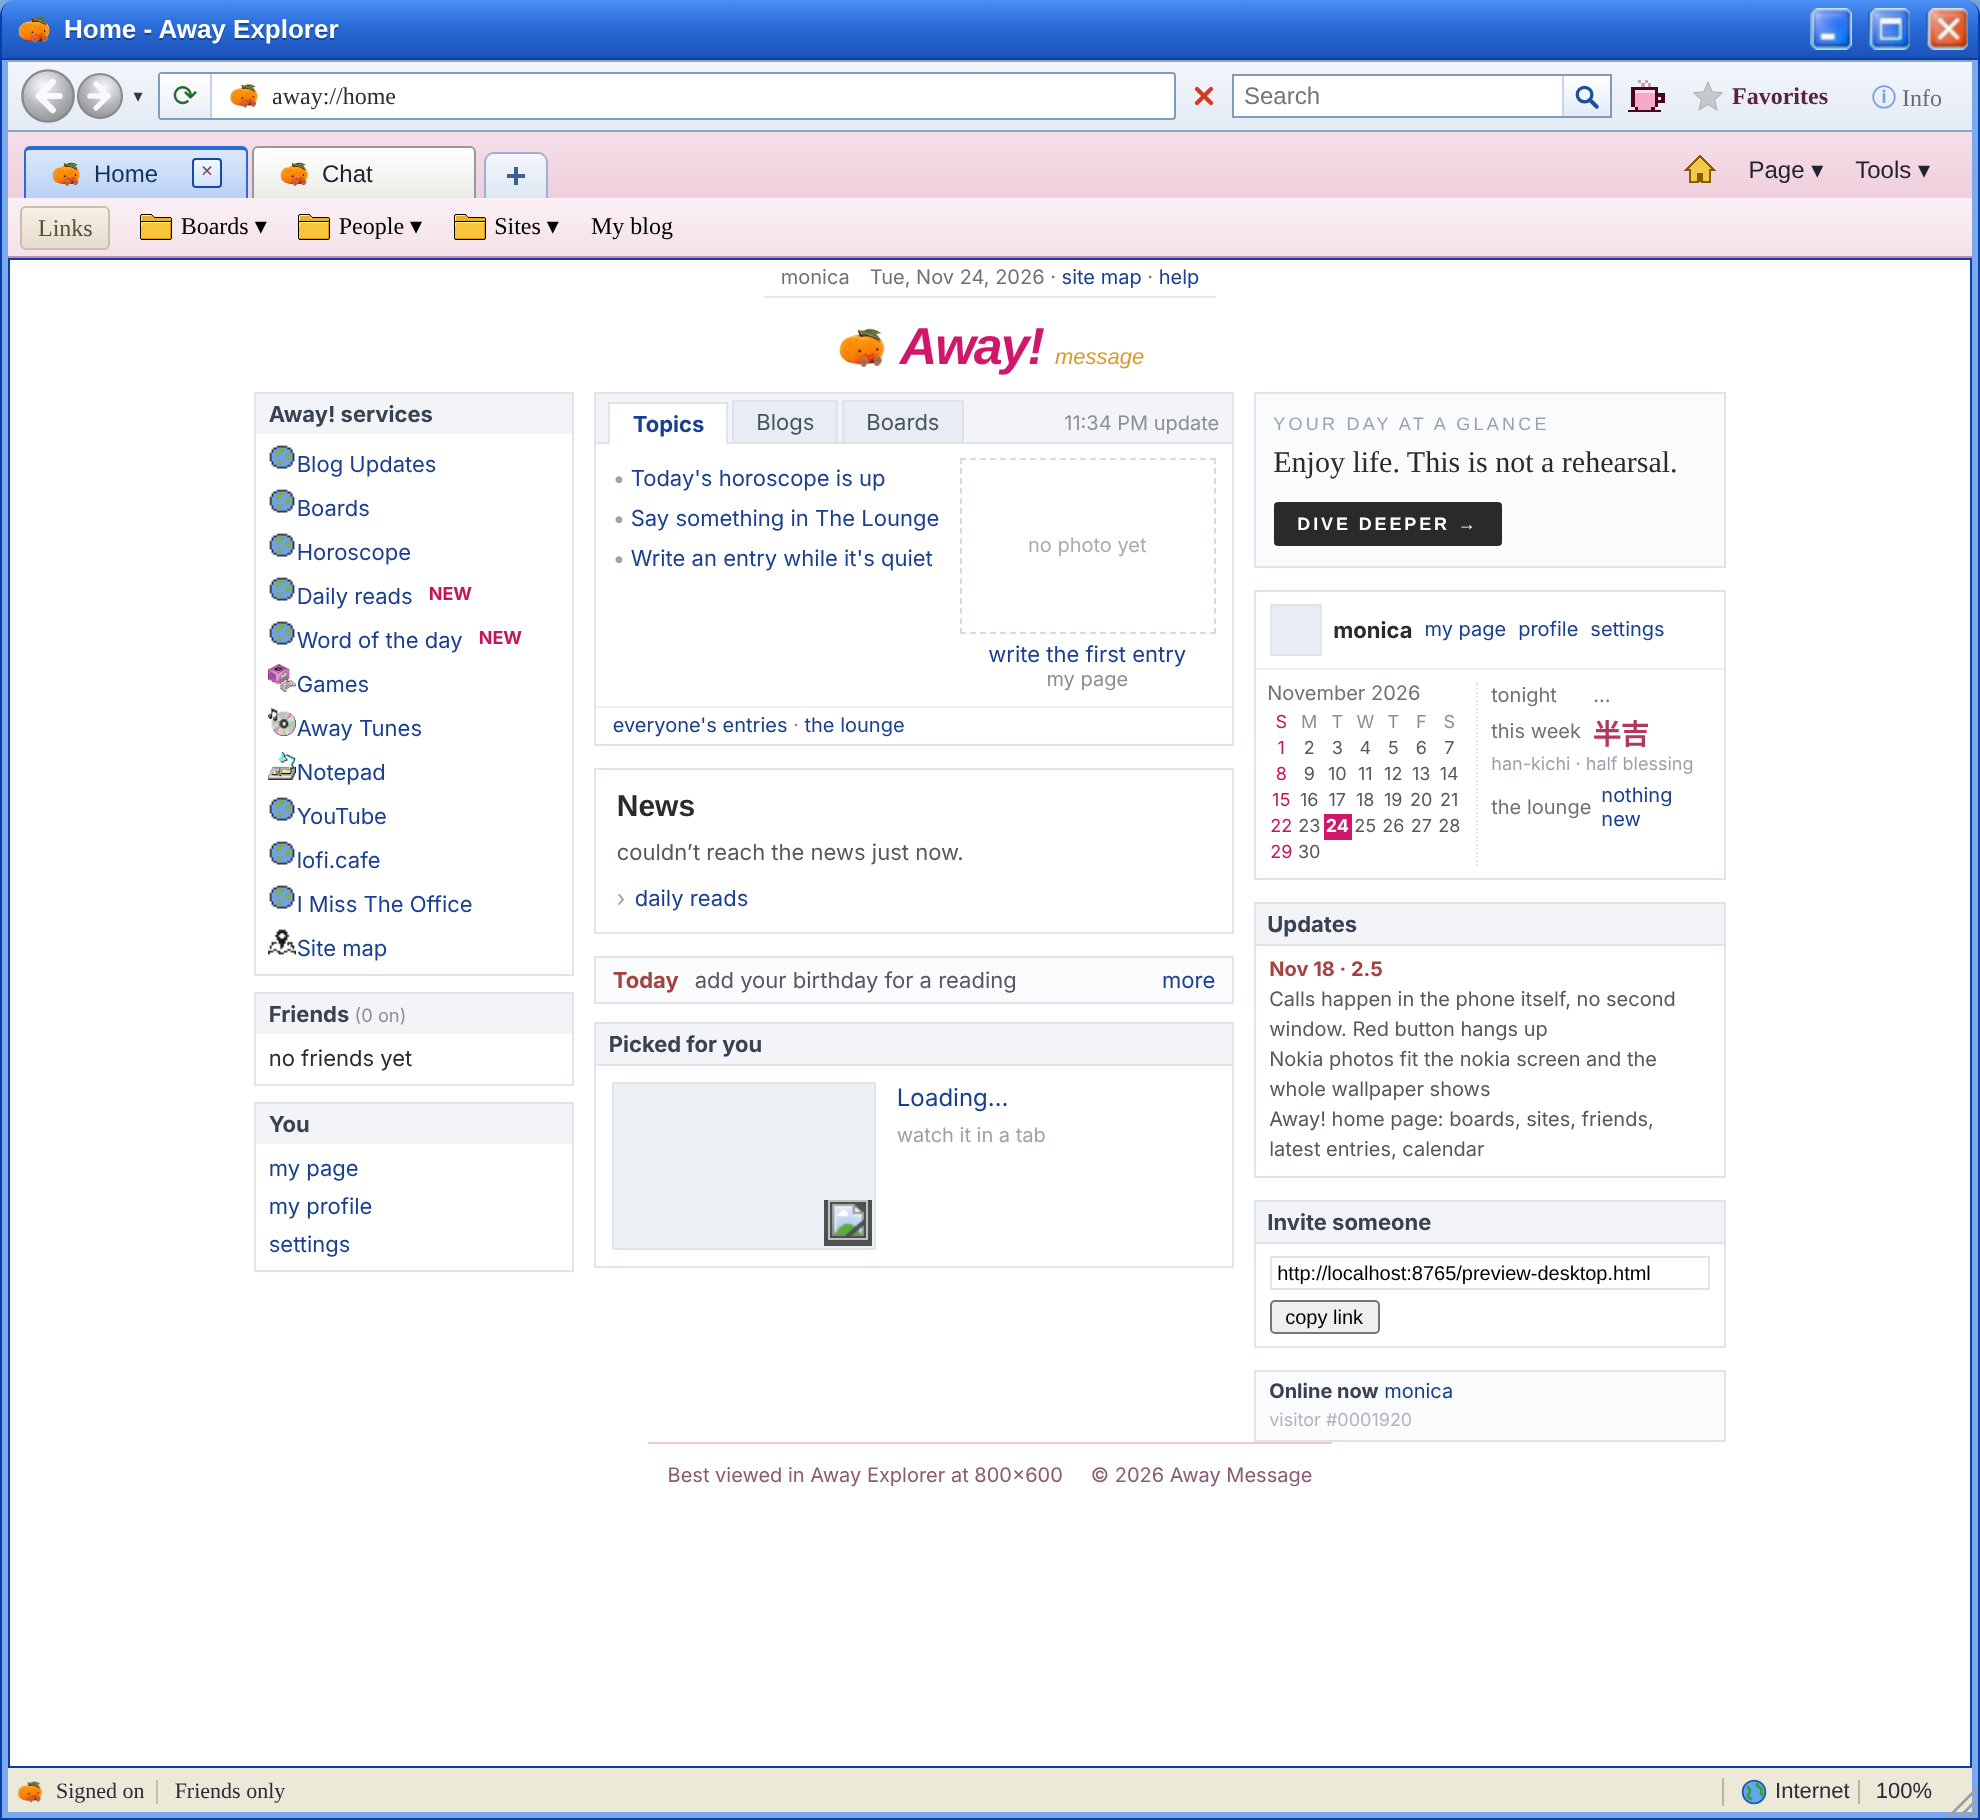 Home - Away Explorer
away://home
Search
Favorites
Info
Home
Chat
Page ▾
Tools ▾
Links
Boards ▾
People ▾
Sites ▾
My blog
monica Tue, Nov 24, 2026 · site map · help
Away! message
Away! services
Blog Updates
Boards
Horoscope
Daily reads NEW
Word of the day NEW
Games
Away Tunes
Notepad
YouTube
lofi.cafe
I Miss The Office
Site map
Friends (0 on)
no friends yet
You
my page
my profile
settings
Topics
Blogs
Boards
11:34 PM update
• Today's horoscope is up
• Say something in The Lounge
• Write an entry while it's quiet
no photo yet
write the first entry
my page
everyone's entries · the lounge
News
couldn’t reach the news just now.
› daily reads
Today add your birthday for a reading more
Picked for you
Loading...
watch it in a tab
YOUR DAY AT A GLANCE
Enjoy life. This is not a rehearsal.
DIVE DEEPER →
monica my page profile settings
November 2026
S M T W T F S
1 2 3 4 5 6 7
8 9 10 11 12 13 14
15 16 17 18 19 20 21
22 23 24 25 26 27 28
29 30
tonight ...
this week 半吉
han-kichi · half blessing
the lounge nothing
new
Updates
Nov 18 · 2.5
Calls happen in the phone itself, no second
window. Red button hangs up
Nokia photos fit the nokia screen and the
whole wallpaper shows
Away! home page: boards, sites, friends,
latest entries, calendar
Invite someone
http://localhost:8765/preview-desktop.html
copy link
Online now monica
visitor #0001920
Best viewed in Away Explorer at 800×600 © 2026 Away Message
Signed on
Friends only
Internet
100%